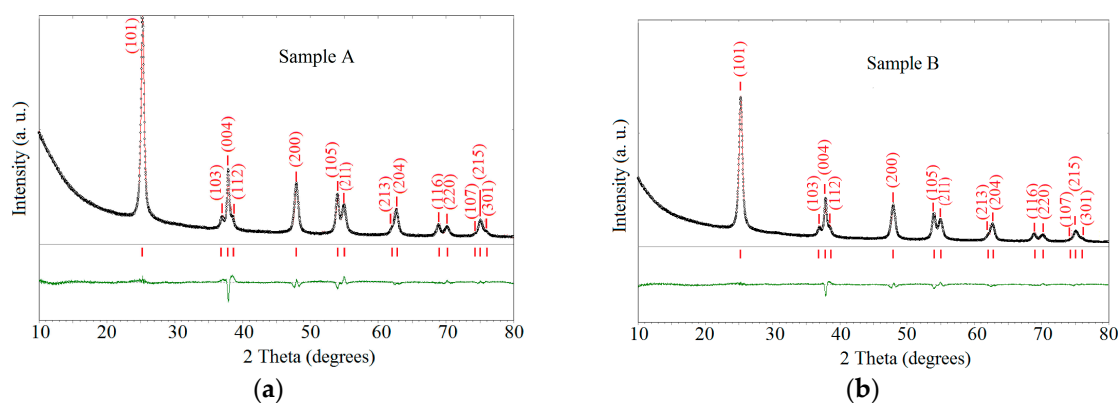 Sample A
Intensity (a. u.)
(101)
(103)
(004)
(112)
(200)
(105)
(211)
(213)
(204)
(116)
(220)
(107)
(215)
(301)
10 20 30 40 50 60 70 80
2 Theta (degrees)
(a)
Sample B
Intensity (a. u.)
(101)
(103)
(004)
(112)
(200)
(105)
(211)
(213)
(204)
(116)
(220)
(107)
(215)
(301)
10 20 30 40 50 60 70 80
2 Theta (degrees)
(b)